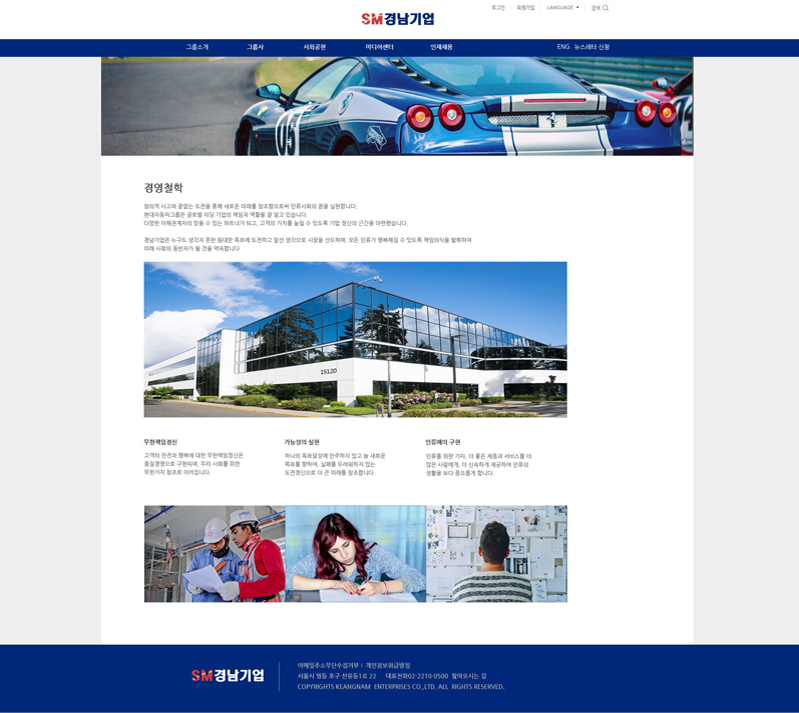 로그인 회원가입 LANGUAGE 검색
SM경남기업
그룹소개 그룹사 사회공헌 미디어센터 인재채용 ENG 뉴스레터 신청
경영철학
창의적 사고와 끝없는 도전을 통해 새로운 미래를 창조함으로써 인류사회의 꿈을 실현합니다.
현대자동차그룹은 글로벌 리딩 기업의 책임과 역할을 잘 알고 있습니다.
다양한 이해관계자의 믿을 수 있는 파트너가 되고, 고객의 가치를 높일 수 있도록 기업 정신의 근간을 마련했습니다.
경남기업은 누구도 생각지 못한 원대한 목표에 도전하고 앞선 생각으로 시장을 선도하며, 모든 인류가 행복해질 수 있도록 책임의식을 발휘하여
미래 사회의 동반자가 될 것을 약속합니다.
15120
무한책임정신 가능성의 실현 인류애의 구현
고객의 안전과 행복에 대한 무한책임정신은 하나의 목표달성에 안주하지 않고 늘 새로운 인류를 위한 가치, 더 좋은 제품과 서비스를 더
품질경영으로 구현되며, 우리 사회를 위한 목표를 향하여, 실패를 두려워하지 않는 많은 사람에게, 더 신속하게 제공하여 인류의
무한가치 창조로 이어집니다. 도전정신으로 더 큰 미래를 창조합니다. 생활을 보다 풍요롭게 합니다.
SM경남기업
이메일주소무단수집거부 | 개인정보취급방침
서울시 영등 포구 선유동1로 22 대표전화02-2210-0500 찾아오시는 길
COPYRIGHTS KEANGNAM ENTERPRISES CO.,LTD, ALL RIGHTS RESERVED.